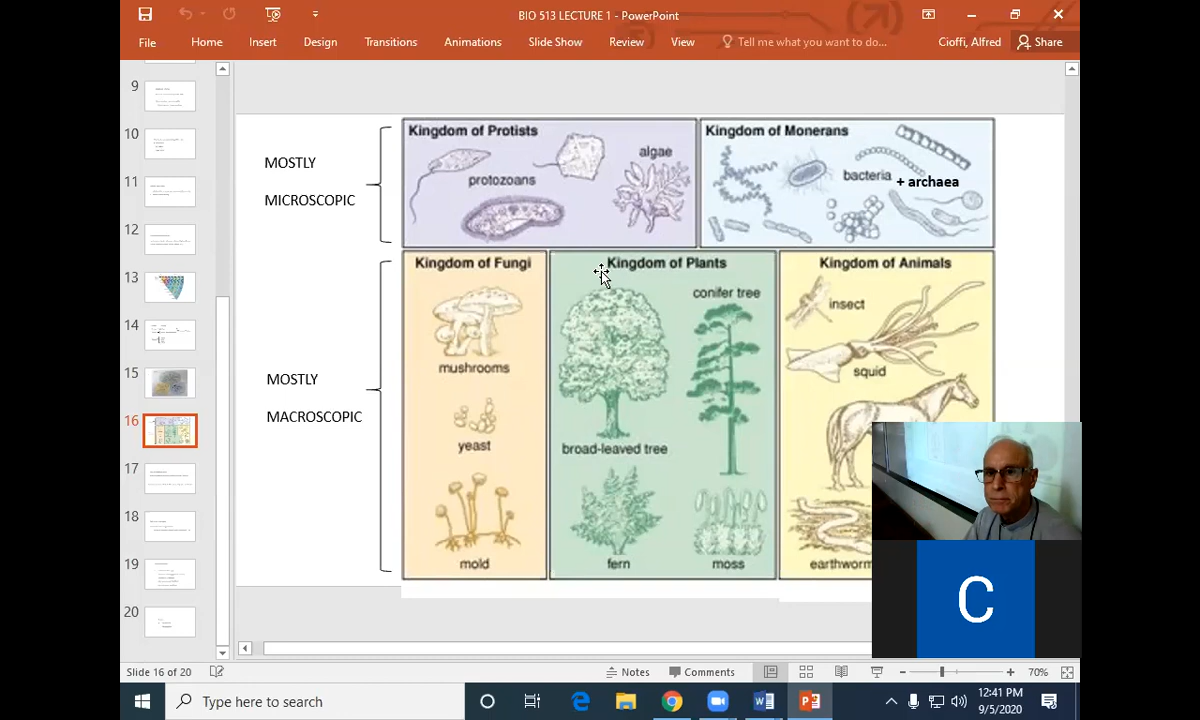 BIO 513 LECTURE 1 - PowerPoint
File Home Insert Design Transitions Animations Slide Show Review View Tell me what you want to do... Cioffi, Alfred Share
9
10
11
12
13
14
15
16
17
18
19
20
MOSTLY
MICROSCOPIC
Kingdom of Protists
protozoans
algae
Kingdom of Monerans
bacteria + archaea
MOSTLY
MACROSCOPIC
Kingdom of Fungi
mushrooms
yeast
mold
Kingdom of Plants
conifer tree
broad-leaved tree
fern
moss
Kingdom of Animals
insect
squid
earthworm
C
Slide 16 of 20
Notes Comments 70%
Type here to search
12:41 PM
9/5/2020